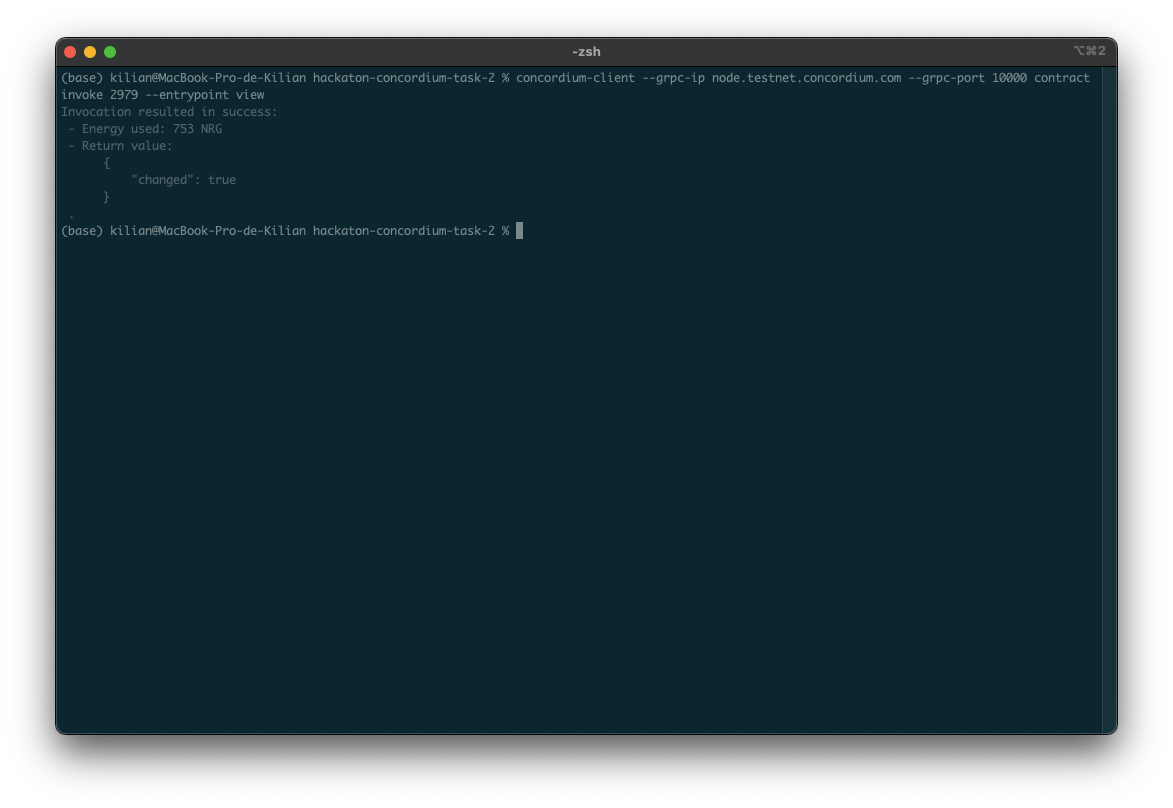 -zsh
⌥⌘2
(base) kilian@MacBook-Pro-de-Kilian hackaton-concordium-task-2 % concordium-client --grpc-ip node.testnet.concordium.com --grpc-port 10000 contract
invoke 2979 --entrypoint view
Invocation resulted in success:
 - Energy used: 753 NRG
 - Return value:
      {
          "changed": true
      }
 .
(base) kilian@MacBook-Pro-de-Kilian hackaton-concordium-task-2 %